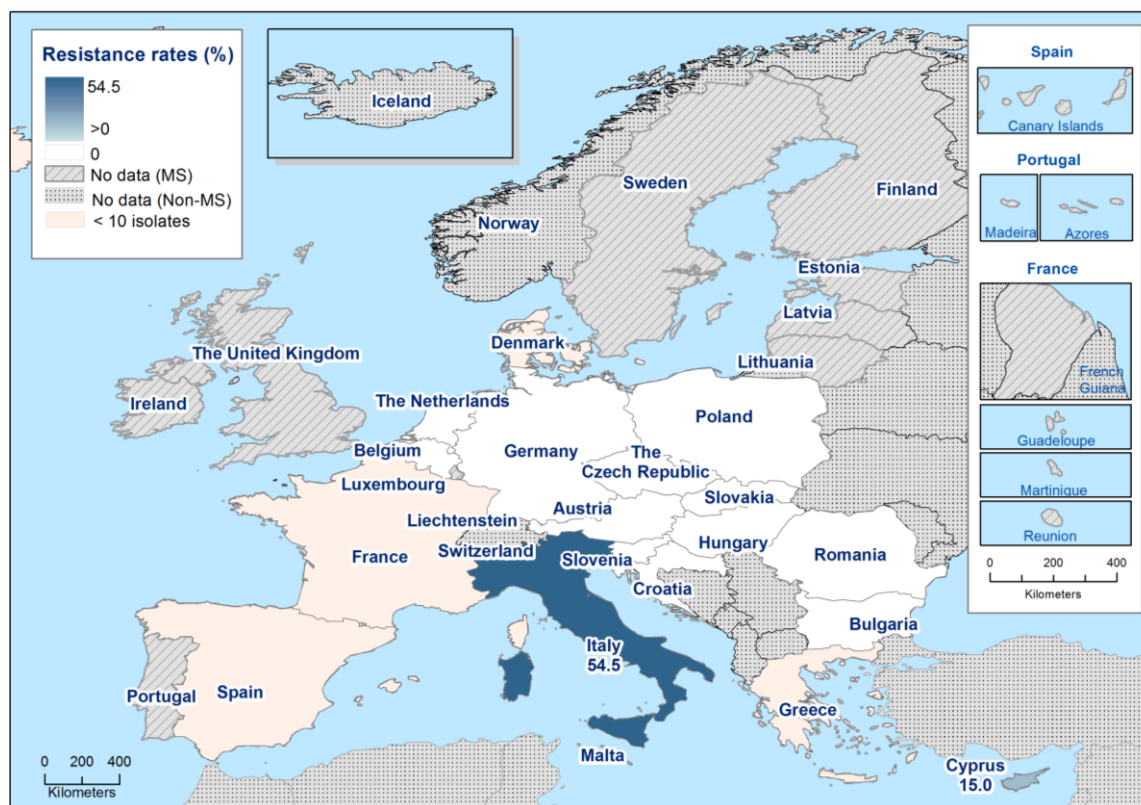 Resistance rates (%)
54.5
>0
0
No data (MS)
No data (Non-MS)
< 10 isolates
Iceland
Spain
Canary Islands
Portugal
Madeira
Azores
France
French
Guiana
Guadeloupe
Martinique
Reunion
0 200 400
Kilometers
Sweden
Finland
Norway
Estonia
Latvia
Lithuania
Denmark
The United Kingdom
Ireland
The Netherlands
Belgium
Luxembourg
Germany
Poland
The
Czech Republic
Slovakia
Austria
Liechtenstein
Switzerland
France
Slovenia
Hungary
Romania
Croatia
Bulgaria
Italy
54.5
Portugal
Spain
Greece
Malta
Cyprus
15.0
0 200 400
Kilometers